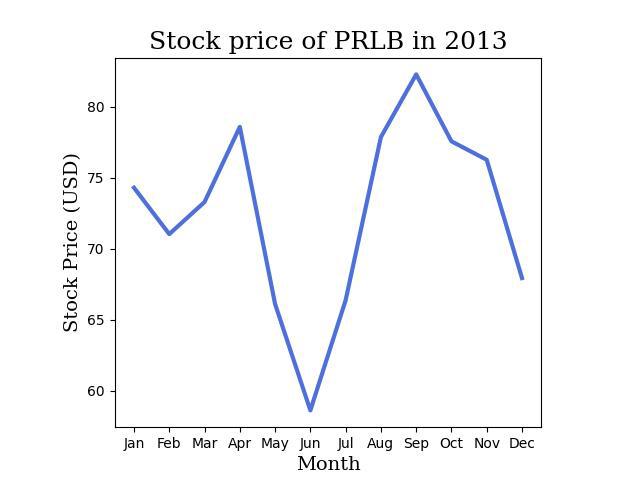 Stock price of PRLB in 2013
Stock Price (USD)
80
75
70
65
60
Jan Feb Mar Apr May Jun Jul Aug Sep Oct Nov Dec
Month